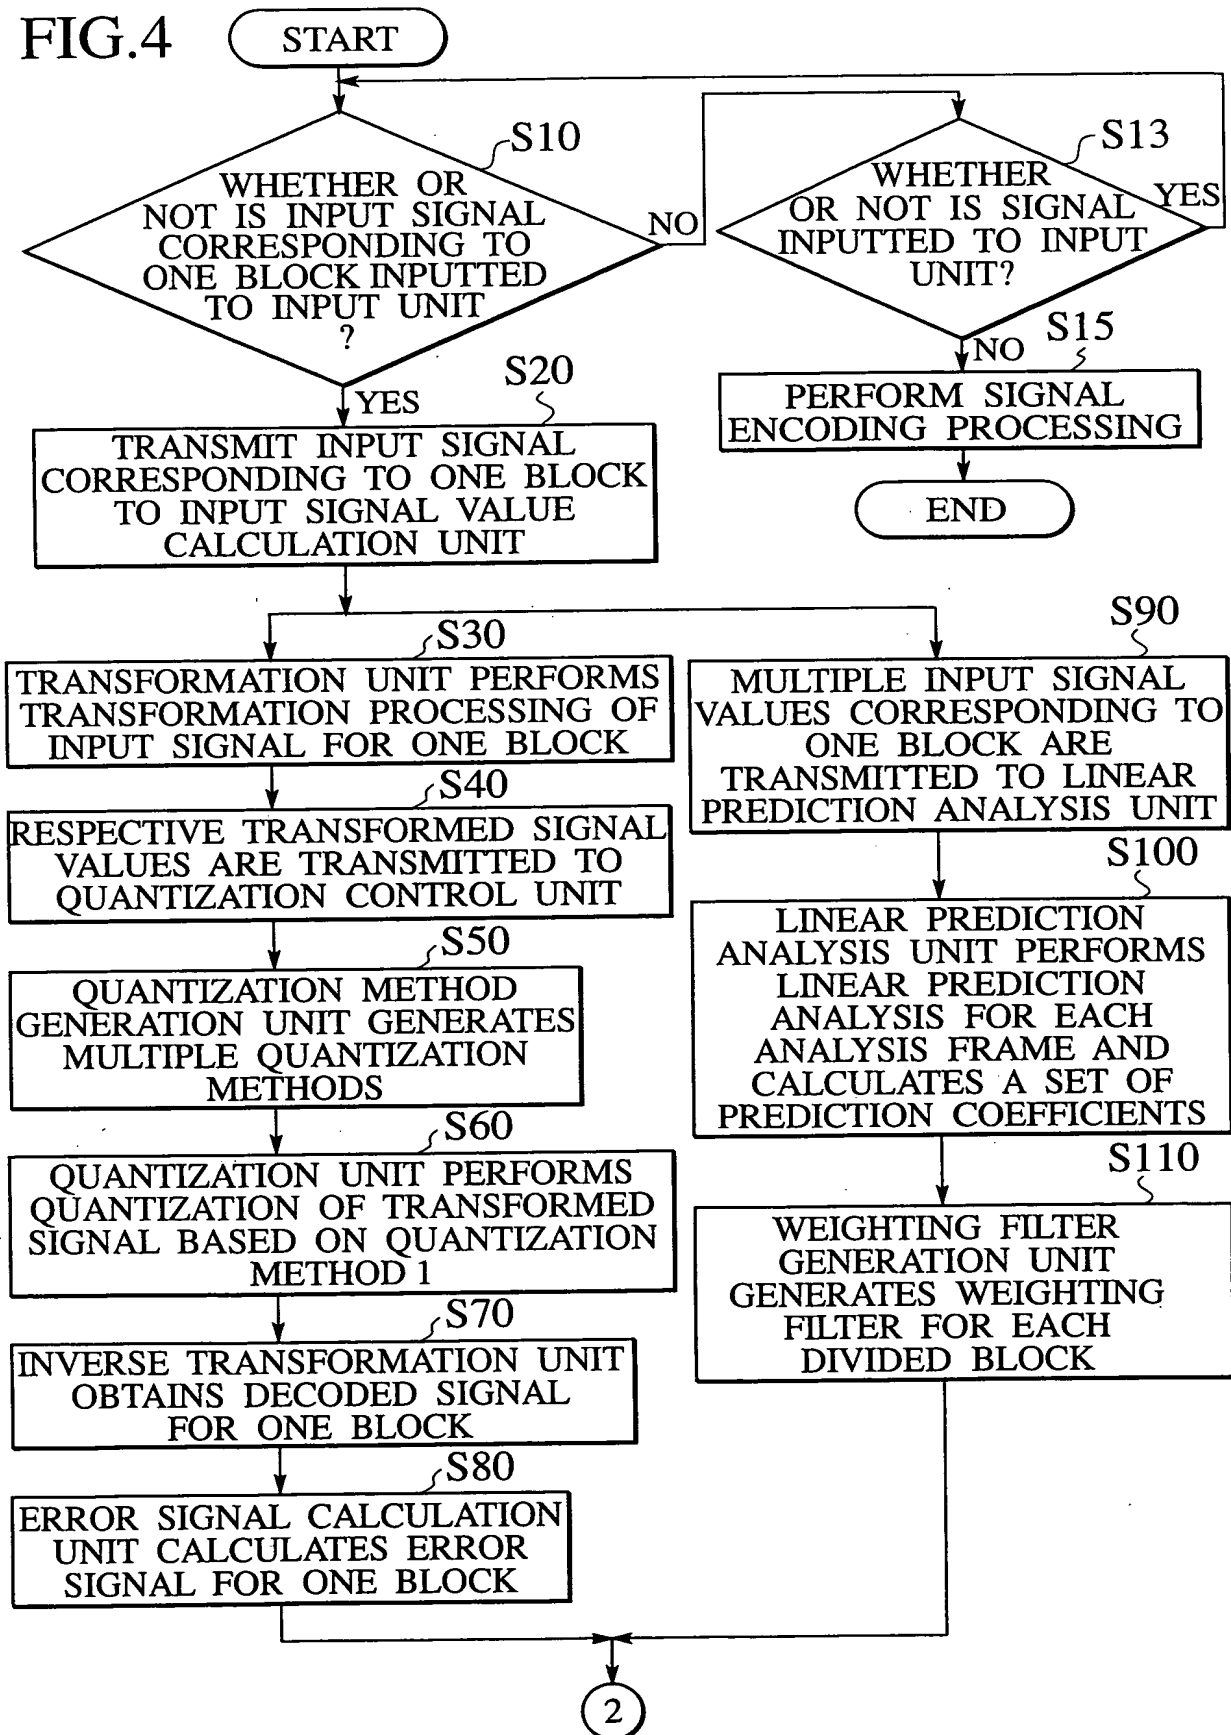 FIG.4
START
S10
WHETHER OR
NOT IS INPUT SIGNAL
CORRESPONDING TO
ONE BLOCK INPUTTED
TO INPUT UNIT
?
NO
YES
S13
WHETHER
OR NOT IS SIGNAL
INPUTTED TO INPUT
UNIT?
YES
NO
S15
PERFORM SIGNAL
ENCODING PROCESSING
END
S20
TRANSMIT INPUT SIGNAL
CORRESPONDING TO ONE BLOCK
TO INPUT SIGNAL VALUE
CALCULATION UNIT
S30
TRANSFORMATION UNIT PERFORMS
TRANSFORMATION PROCESSING OF
INPUT SIGNAL FOR ONE BLOCK
S40
RESPECTIVE TRANSFORMED SIGNAL
VALUES ARE TRANSMITTED TO
QUANTIZATION CONTROL UNIT
S50
QUANTIZATION METHOD
GENERATION UNIT GENERATES
MULTIPLE QUANTIZATION
METHODS
S60
QUANTIZATION UNIT PERFORMS
QUANTIZATION OF TRANSFORMED
SIGNAL BASED ON QUANTIZATION
METHOD 1
S70
INVERSE TRANSFORMATION UNIT
OBTAINS DECODED SIGNAL
FOR ONE BLOCK
S80
ERROR SIGNAL CALCULATION
UNIT CALCULATES ERROR
SIGNAL FOR ONE BLOCK
S90
MULTIPLE INPUT SIGNAL
VALUES CORRESPONDING TO
ONE BLOCK ARE
TRANSMITTED TO LINEAR
PREDICTION ANALYSIS UNIT
S100
LINEAR PREDICTION
ANALYSIS UNIT PERFORMS
LINEAR PREDICTION
ANALYSIS FOR EACH
ANALYSIS FRAME AND
CALCULATES A SET OF
PREDICTION COEFFICIENTS
S110
WEIGHTING FILTER
GENERATION UNIT
GENERATES WEIGHTING
FILTER FOR EACH
DIVIDED BLOCK
2